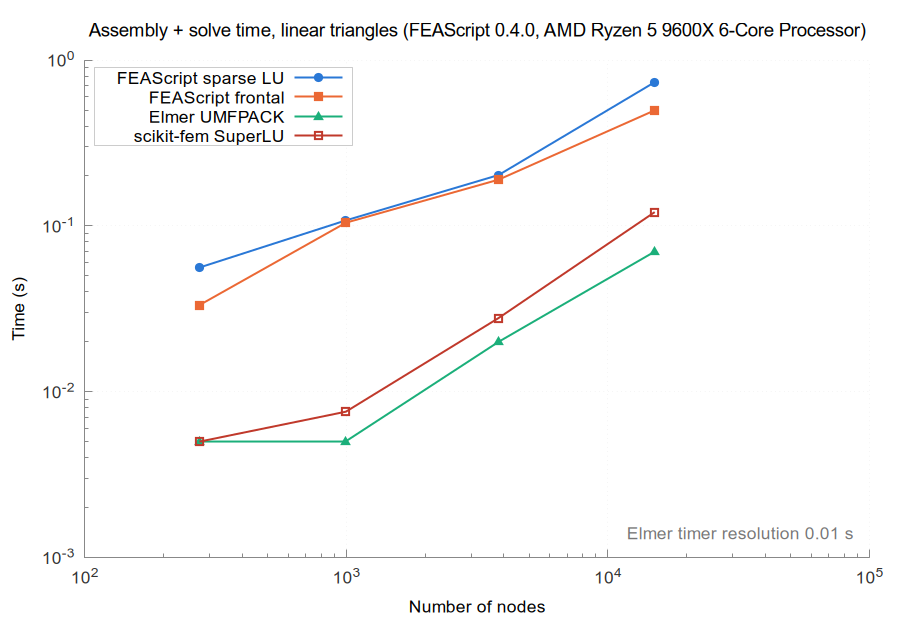 Assembly + solve time, linear triangles (FEAScript 0.4.0, AMD Ryzen 5 9600X 6-Core Processor)
10⁰
FEAScript sparse LU
FEAScript frontal
Elmer UMFPACK
scikit-fem SuperLU
10⁻¹
Time (s)
10⁻²
Elmer timer resolution 0.01 s
10⁻³
10² 10³ 10⁴ 10⁵
Number of nodes